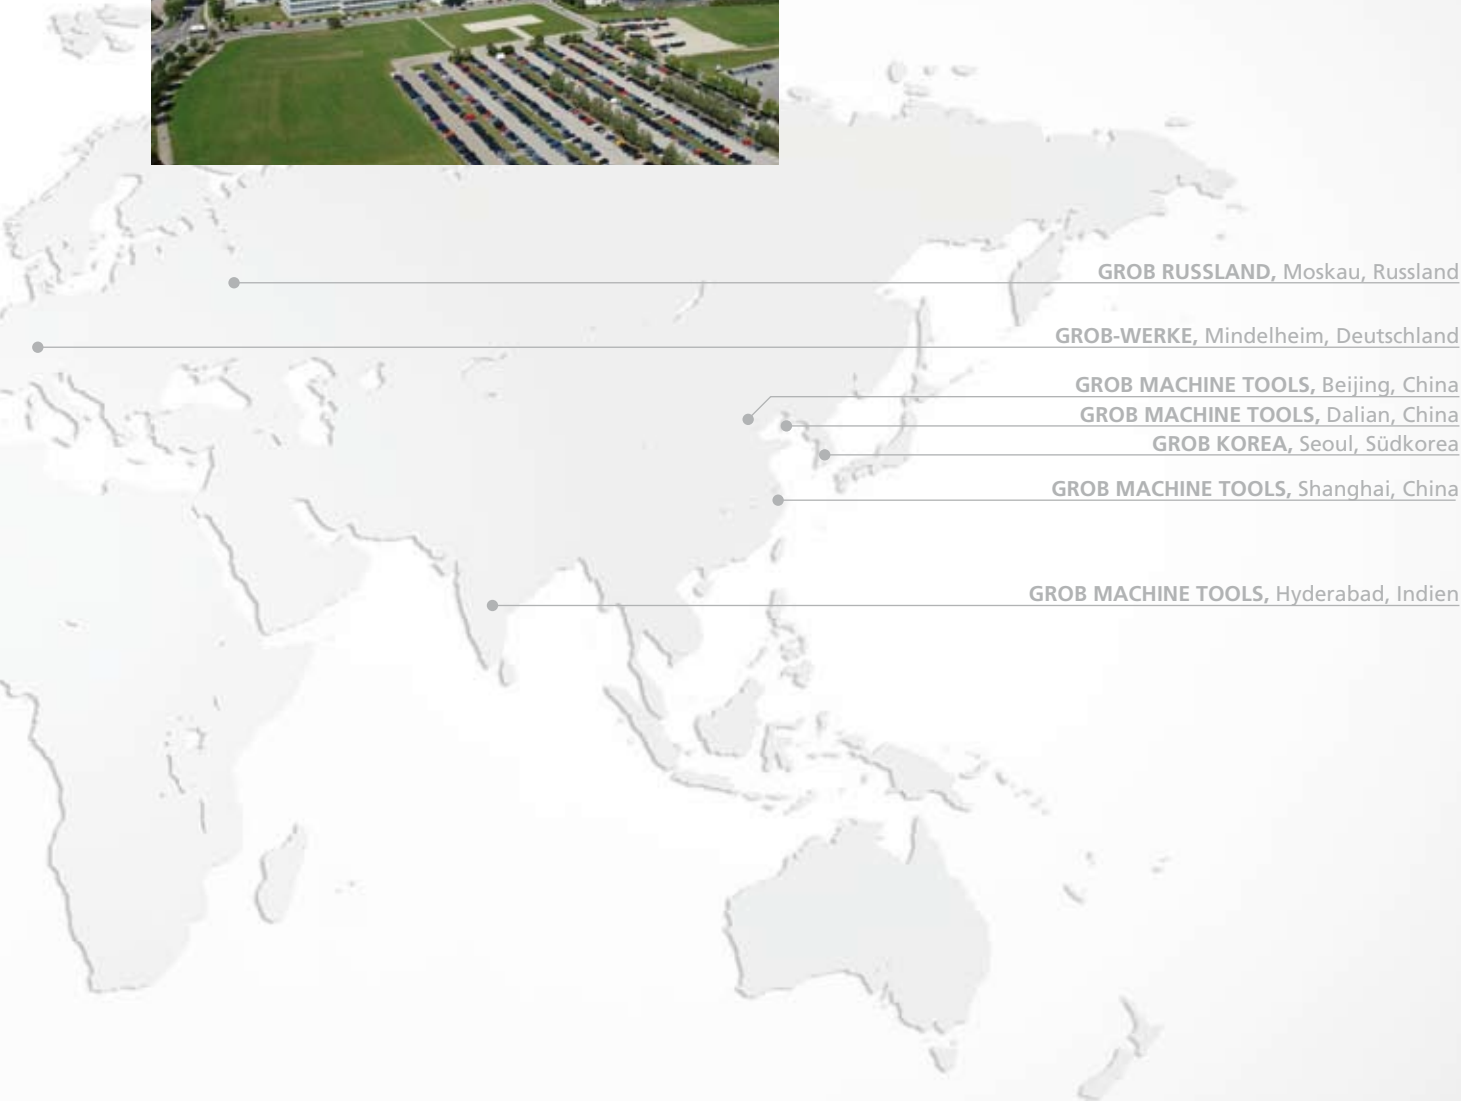 GROB RUSSLAND, Moskau, Russland
GROB-WERKE, Mindelheim, Deutschland
GROB MACHINE TOOLS, Beijing, China
GROB MACHINE TOOLS, Dalian, China
GROB KOREA, Seoul, Südkorea
GROB MACHINE TOOLS, Shanghai, China
GROB MACHINE TOOLS, Hyderabad, Indien